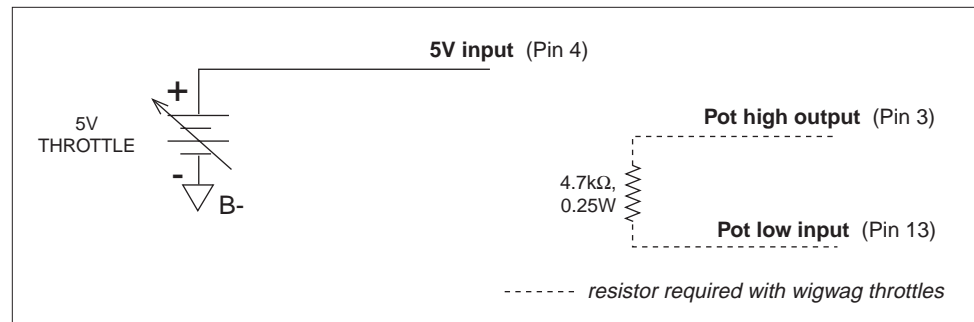 5V input (Pin 4)
+
5V
THROTTLE
-
B-
Pot high output (Pin 3)
4.7kΩ,
0.25W
Pot low input (Pin 13)
resistor required with wigwag throttles